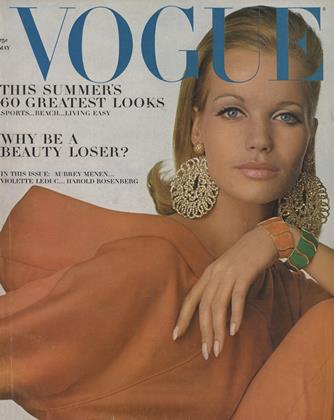 VOGUE
75¢
MAY
THIS SUMMER'S
60 GREATEST LOOKS
SPORTS...BEACH...LIVING EASY
WHY BE A
BEAUTY LOSER?
IN THIS ISSUE: AUBREY MENEN...
VIOLETTE LEDUC... HAROLD ROSENBERG